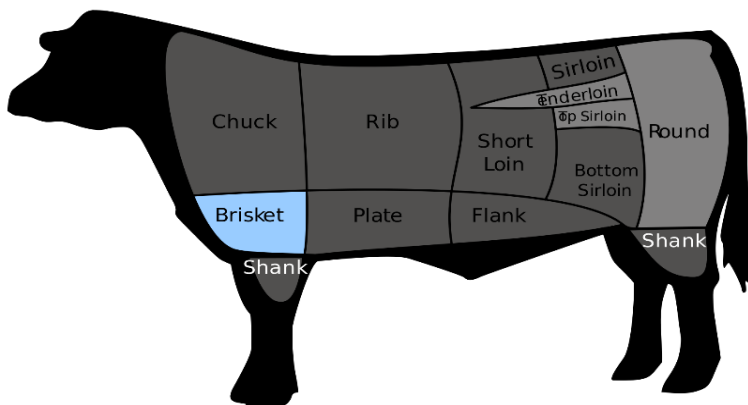 Sirloin
Tenderloin
Top Sirloin
Chuck
Rib
Short
Loin
Round
Bottom
Sirloin
Brisket
Plate
Flank
Shank
Shank